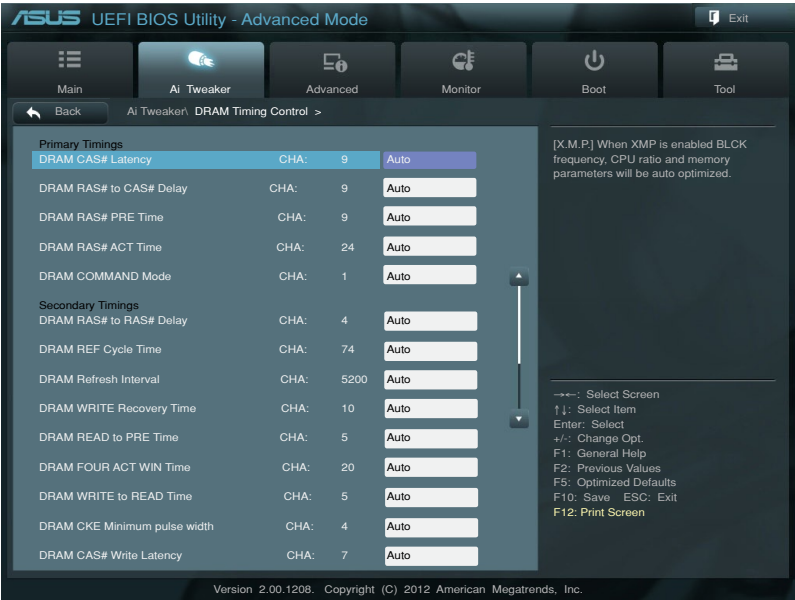 ASUS UEFI BIOS Utility - Advanced Mode
Exit
Main Ai Tweaker Advanced Monitor Boot Tool
Back Ai Tweaker\ DRAM Timing Control >
Primary Timings
DRAM CAS# Latency CHA: 9 Auto
DRAM RAS# to CAS# Delay CHA: 9 Auto
DRAM RAS# PRE Time CHA: 9 Auto
DRAM RAS# ACT Time CHA: 24 Auto
DRAM COMMAND Mode CHA: 1 Auto
Secondary Timings
DRAM RAS# to RAS# Delay CHA: 4 Auto
DRAM REF Cycle Time CHA: 74 Auto
DRAM Refresh Interval CHA: 5200 Auto
DRAM WRITE Recovery Time CHA: 10 Auto
DRAM READ to PRE Time CHA: 5 Auto
DRAM FOUR ACT WIN Time CHA: 20 Auto
DRAM WRITE to READ Time CHA: 5 Auto
DRAM CKE Minimum pulse width CHA: 4 Auto
DRAM CAS# Write Latency CHA: 7 Auto
[X.M.P.] When XMP is enabled BLCK
frequency, CPU ratio and memory
parameters will be auto optimized.
→←: Select Screen
↑↓: Select Item
Enter: Select
+/-: Change Opt.
F1: General Help
F2: Previous Values
F5: Optimized Defaults
F10: Save ESC: Exit
F12: Print Screen
Version 2.00.1208. Copyright (C) 2012 American Megatrends, Inc.